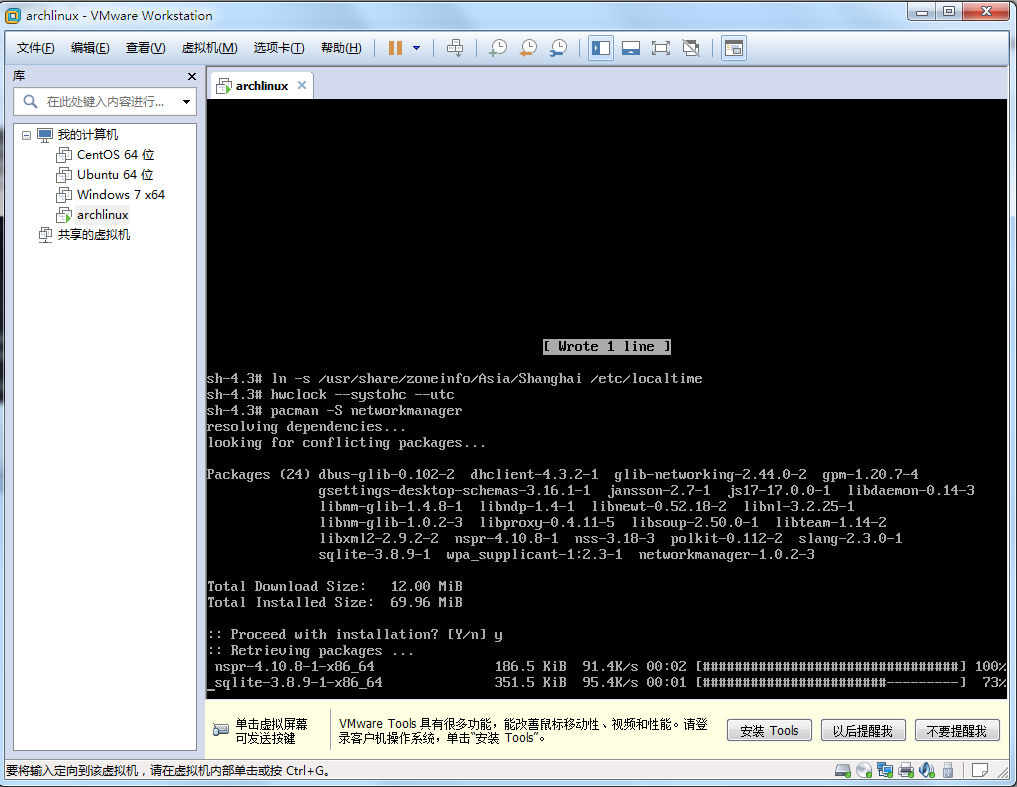 archlinux - VMware Workstation
文件(F) 编辑(E) 查看(V) 虚拟机(M) 选项卡(T) 帮助(H)
库
在此处键入内容进行...
我的计算机
CentOS 64 位
Ubuntu 64 位
Windows 7 x64
archlinux
共享的虚拟机
archlinux
[ Wrote 1 line ]
sh-4.3# ln -s /usr/share/zoneinfo/Asia/Shanghai /etc/localtime
sh-4.3# hwclock --systohc --utc
sh-4.3# pacman -S networkmanager
resolving dependencies...
looking for conflicting packages...
Packages (24) dbus-glib-0.102-2 dhclient-4.3.2-1 glib-networking-2.44.0-2 gpm-1.20.7-4
gsettings-desktop-schemas-3.16.1-1 jansson-2.7-1 js17-17.0.0-1 libdaemon-0.14-3
libmm-glib-1.4.8-1 libndp-1.4-1 libnewt-0.52.18-2 libnl-3.2.25-1
libnm-glib-1.0.2-3 libproxy-0.4.11-5 libsoup-2.50.0-1 libteam-1.14-2
libxml2-2.9.2-2 nspr-4.10.8-1 nss-3.18-3 polkit-0.112-2 slang-2.3.0-1
sqlite-3.8.9-1 wpa_supplicant-1:2.3-1 networkmanager-1.0.2-3
Total Download Size: 12.00 MiB
Total Installed Size: 69.96 MiB
:: Proceed with installation? [Y/n] y
:: Retrieving packages ...
nspr-4.10.8-1-x86_64 186.5 KiB 91.4K/s 00:02 [################################] 100%
_sqlite-3.8.9-1-x86_64 351.5 KiB 95.4K/s 00:01 [#######################---------] 73%
单击虚拟屏幕
可发送按键
VMware Tools 具有很多功能，能改善鼠标移动性、视频和性能。请登
录客户机操作系统，单击“安装 Tools”。
安装 Tools
以后提醒我
不要提醒我
要将输入定向到该虚拟机，请在虚拟机内部单击或按 Ctrl+G。